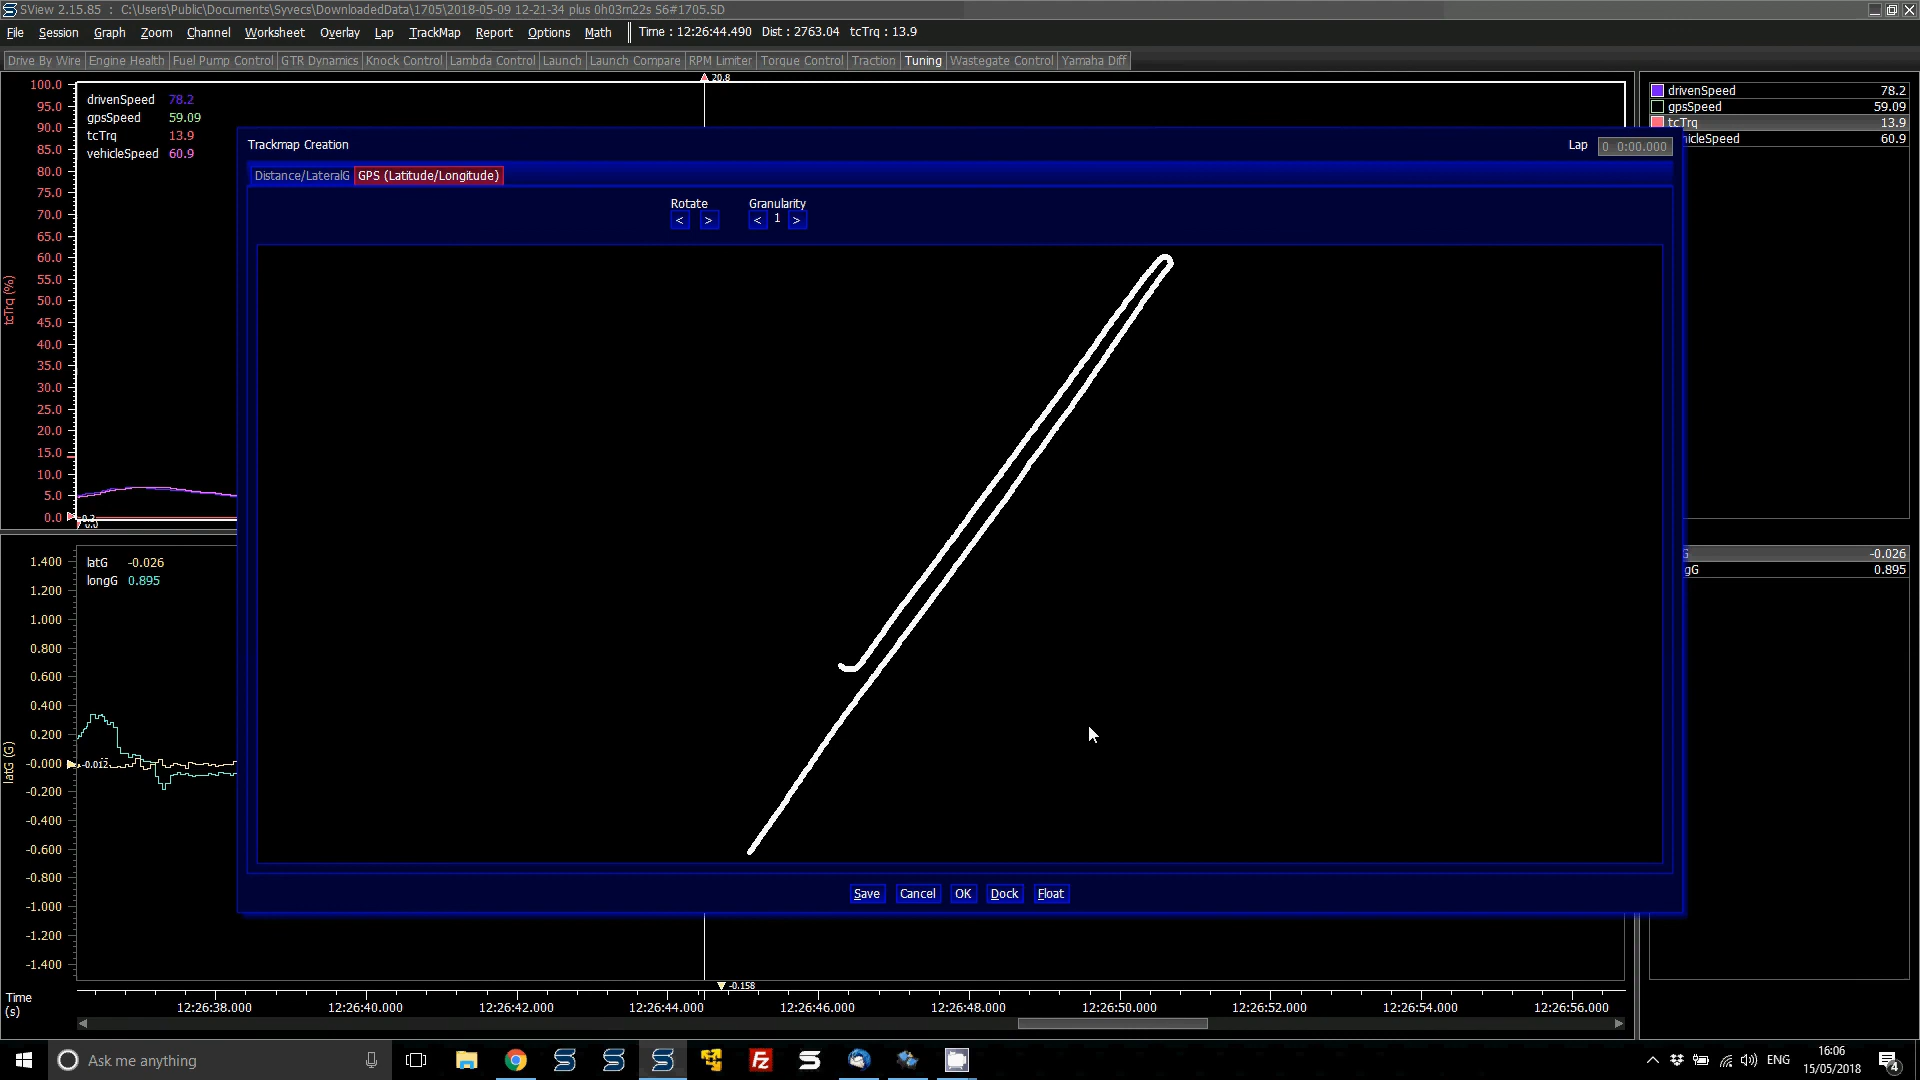 SView 2.15.85 : C:\Users\Public\Documents\Syvecs\DownloadedData\1705\2018-05-09 12-21-34 plus 0h03m22s S6#1705.SD
File Session Graph Zoom Channel Worksheet Overlay Lap TrackMap Report Options Math Time : 12:26:44.490 Dist : 2763.04 tcTrq : 13.9
Drive By Wire Engine Health Fuel Pump Control GTR Dynamics Knock Control Lambda Control Launch Launch Compare RPM Limiter Torque Control Traction Tuning Wastegate Control Yamaha Diff
20.8
100.0
95.0
90.0
85.0
80.0
75.0
70.0
65.0
60.0
55.0
50.0
45.0
40.0
35.0
30.0
25.0
20.0
15.0
10.0
5.0
0.0
tcTrq (%)
drivenSpeed 78.2
gpsSpeed 59.09
tcTrq 13.9
vehicleSpeed 60.9
drivenSpeed 78.2
gpsSpeed 59.09
tcTrq 13.9
hicleSpeed 60.9
Trackmap Creation
Lap 0 0:00.000
Distance/LateralG GPS (Latitude/Longitude)
Rotate Granularity
< > < 1 >
1.400
1.200
1.000
0.800
0.600
0.400
0.200
-0.000
-0.200
-0.400
-0.600
-0.800
-1.000
-1.200
-1.400
latG (G)
latG -0.026
longG 0.895
-0.012
G -0.026
gG 0.895
Save Cancel OK Dock Float
-0.158
Time
(s)
12:26:38.000 12:26:40.000 12:26:42.000 12:26:44.000 12:26:46.000 12:26:48.000 12:26:50.000 12:26:52.000 12:26:54.000 12:26:56.000
Ask me anything
Fz
ENG
16:06
15/05/2018
4